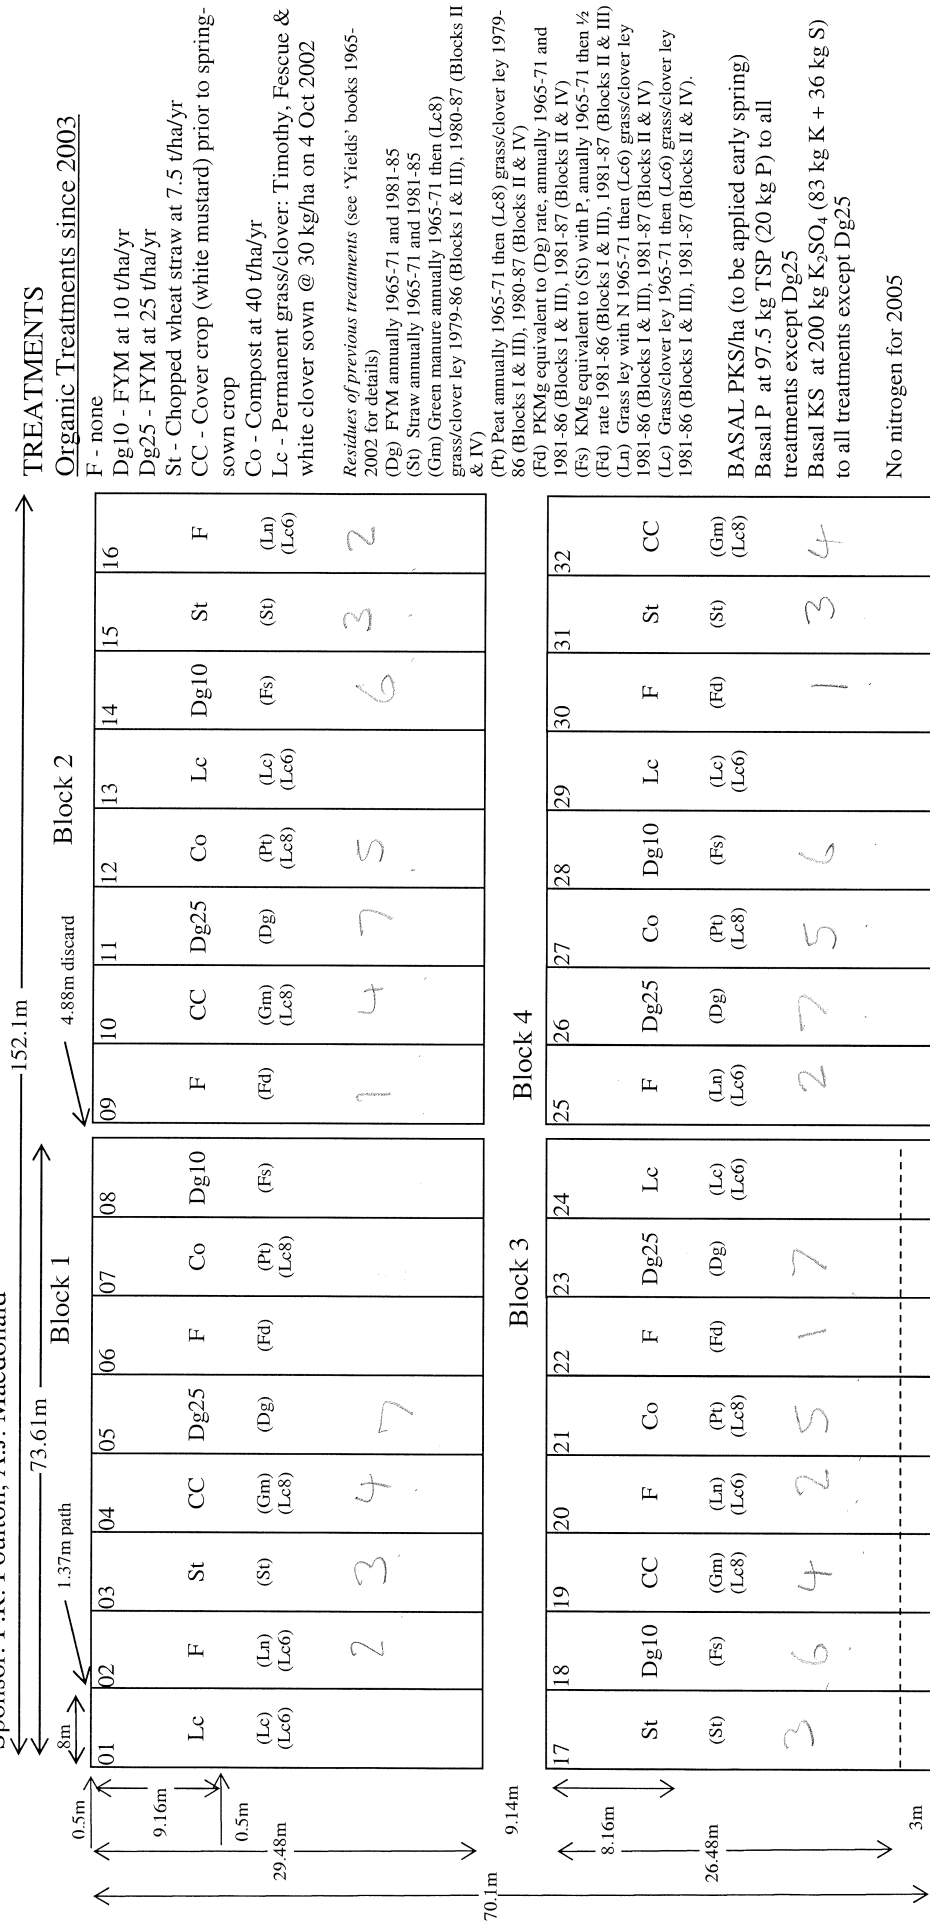 Sponsor: P.R. Poulton, A.J. Macdonald
152.1m
73.61m
8m
1.37m path
4.88m discard
0.5m
9.16m
0.5m
29.48m
70.1m
9.14m
8.16m
26.48m
3m
Block 1
01 02 03 04 05 06 07 08
Lc F St CC Dg25 F Co Dg10
(Lc) (Ln) (St) (Gm) (Dg) (Fd) (Pt) (Fs)
(Lc6) (Lc6) (Lc8) (Lc8)
2 3 4 7
Block 2
09 10 11 12 13 14 15 16
F CC Dg25 Co Lc Dg10 St F
(Fd) (Gm) (Dg) (Pt) (Lc) (Fs) (St) (Ln)
(Lc8) (Lc8) (Lc6) (Lc6)
1 4 7 5 6 3 2
Block 3
17 18 19 20 21 22 23 24
St Dg10 CC F Co F Dg25 Lc
(St) (Fs) (Gm) (Ln) (Pt) (Fd) (Dg) (Lc)
(Lc8) (Lc6) (Lc8) (Lc6)
3 6 4 2 5 1 7
Block 4
25 26 27 28 29 30 31 32
F Dg25 Co Dg10 Lc F St CC
(Ln) (Dg) (Pt) (Fs) (Lc) (Fd) (St) (Gm)
(Lc6) (Lc8) (Lc6) (Lc8)
2 7 5 6 1 3 4
TREATMENTS
Organic Treatments since 2003
F - none
Dg10 - FYM at 10 t/ha/yr
Dg25 - FYM at 25 t/ha/yr
St - Chopped wheat straw at 7.5 t/ha/yr
CC - Cover crop (white mustard) prior to spring-
sown crop
Co - Compost at 40 t/ha/yr
Lc - Permanent grass/clover: Timothy, Fescue &
white clover sown @ 30 kg/ha on 4 Oct 2002
Residues of previous treatments (see 'Yields' books 1965-
2002 for details)
(Dg) FYM annually 1965-71 and 1981-85
(St) Straw annually 1965-71 and 1981-85
(Gm) Green manure annually 1965-71 then (Lc8)
grass/clover ley 1979-86 (Blocks I & III), 1980-87 (Blocks II
& IV)
(Pt) Peat annually 1965-71 then (Lc8) grass/clover ley 1979-
86 (Blocks I & III), 1980-87 (Blocks II & IV)
(Fd) PKMg equivalent to (Dg) rate, annually 1965-71 and
1981-86 (Blocks I & III), 1981-87 (Blocks II & IV)
(Fs) KMg equivalent to (St) with P, anually 1965-71 then ½
(Fd) rate 1981-86 (Blocks I & III), 1981-87 (Blocks II & III)
(Ln) Grass ley with N 1965-71 then (Lc6) grass/clover ley
1981-86 (Blocks I & III), 1981-87 (Blocks II & IV)
(Lc) Grass/clover ley 1965-71 then (Lc6) grass/clover ley
1981-86 (Blocks I & III), 1981-87 (Blocks II & IV).
BASAL PKS/ha (to be applied early spring)
Basal P at 97.5 kg TSP (20 kg P) to all
treatments except Dg25
Basal KS at 200 kg K₂SO₄ (83 kg K + 36 kg S)
to all treatments except Dg25
No nitrogen for 2005